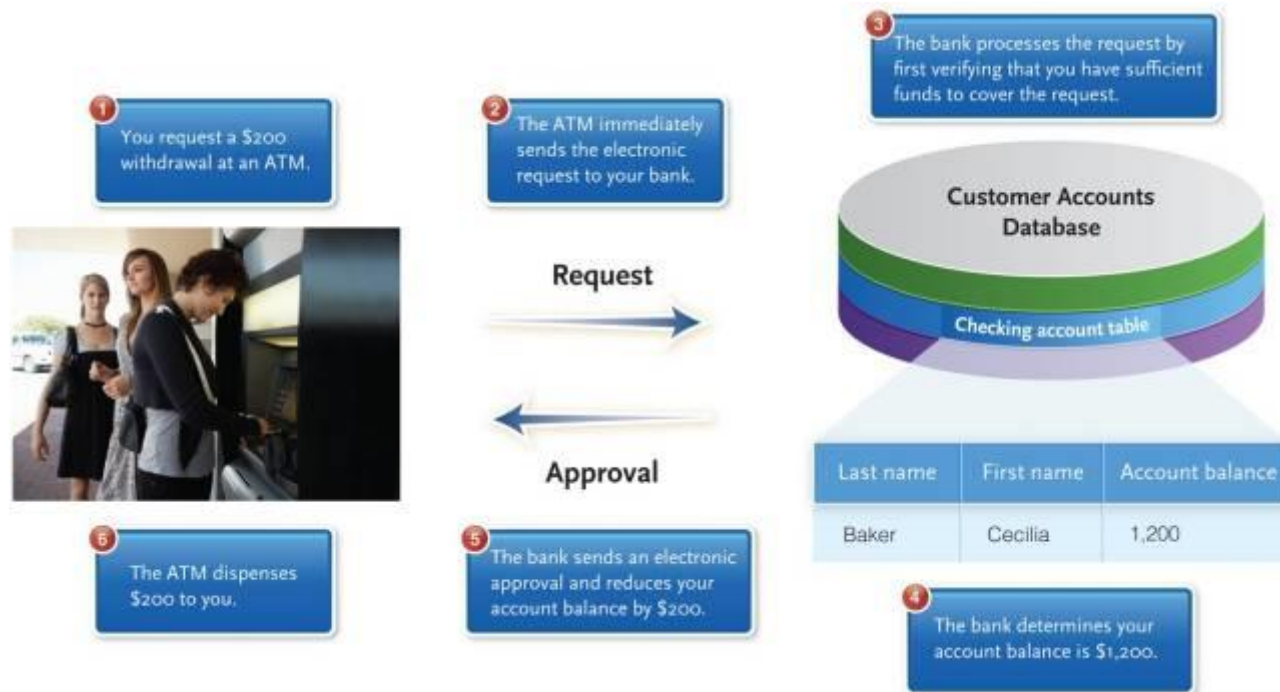 1
You request a $200
withdrawal at an ATM.
2
The ATM immediately
sends the electronic
request to your bank.
3
The bank processes the request by
first verifying that you have sufficient
funds to cover the request.
Customer Accounts
Database
Checking account table
Request
Approval
Last name First name Account balance
Baker Cecilia 1,200
4
The bank determines your
account balance is $1,200.
5
The bank sends an electronic
approval and reduces your
account balance by $200.
6
The ATM dispenses
$200 to you.